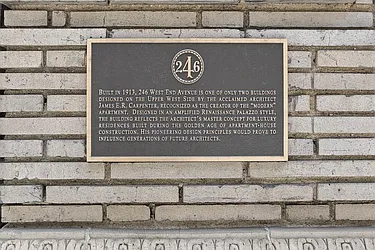 246
Built in 1913, 246 West End Avenue is one of only two buildings
designed on the Upper West Side by the acclaimed architect
James E.R. Carpenter, recognized as the creator of the "modern"
apartment. Designed in an amplified Renaissance palazzo style,
the building reflects the architect's master concept for luxury
residences built during the golden age of apartment-house
construction. His pioneering design principles would prove to
influence generations of future architects.